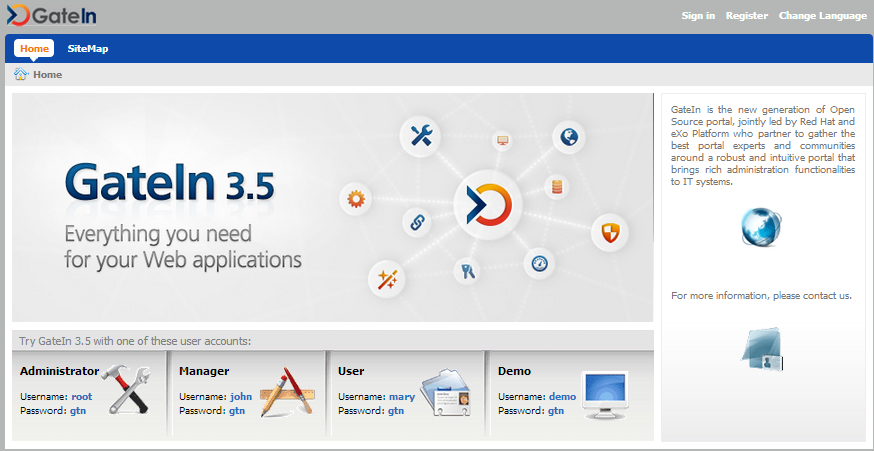 GateIn
Sign in Register Change Language
Home SiteMap
Home
GateIn 3.5
Everything you need
for your Web applications
GateIn is the new generation of Open
Source portal, jointly led by Red Hat and
eXo Platform who partner to gather the
best portal experts and communities
around a robust and intuitive portal that
brings rich administration functionalities
to IT systems.
For more information, please contact us.
Try GateIn 3.5 with one of these user accounts:
Administrator
Username: root
Password: gtn
Manager
Username: john
Password: gtn
User
Username: mary
Password: gtn
Demo
Username: demo
Password: gtn